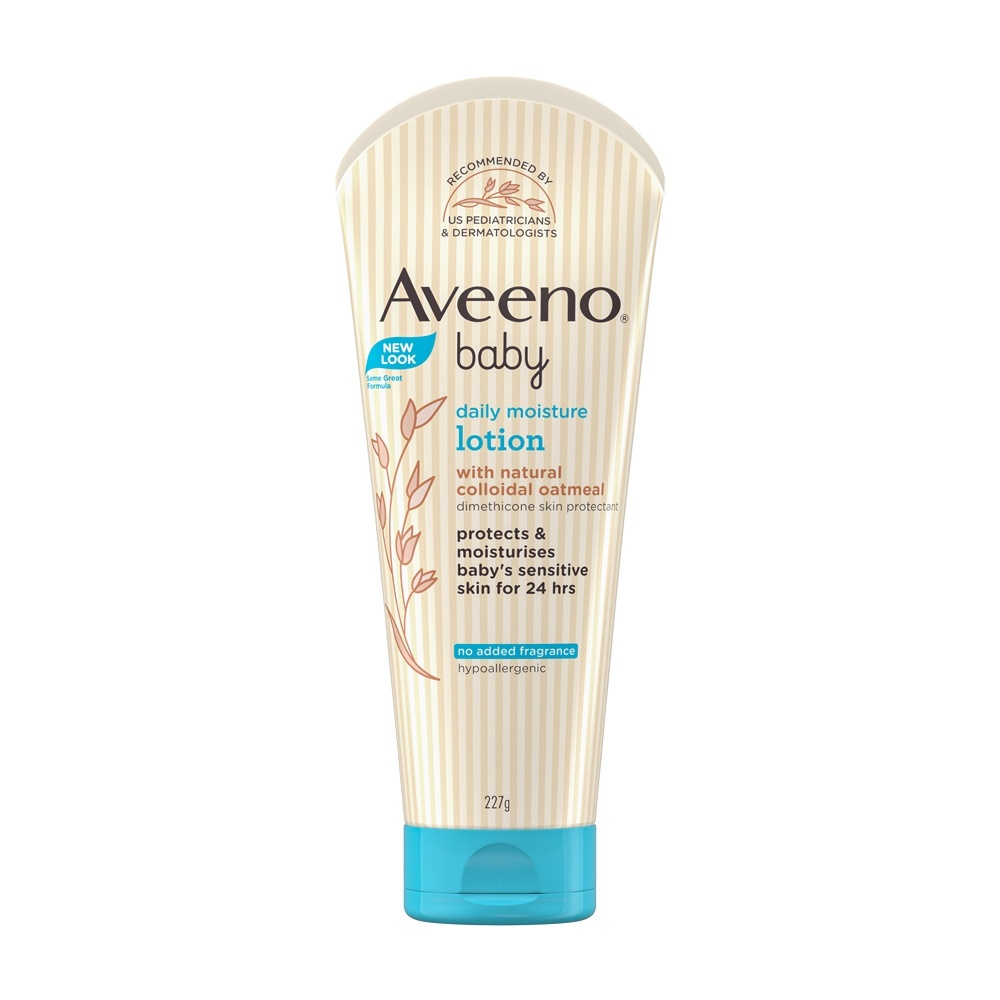 RECOMMENDED BY
US PEDIATRICIANS
& DERMATOLOGISTS
Aveeno®
baby
NEW
LOOK
Same Great
Formula
daily moisture
lotion
with natural
colloidal oatmeal
dimethicone skin protectant
protects &
moisturises
baby's sensitive
skin for 24 hrs
no added fragrance
hypoallergenic
227g